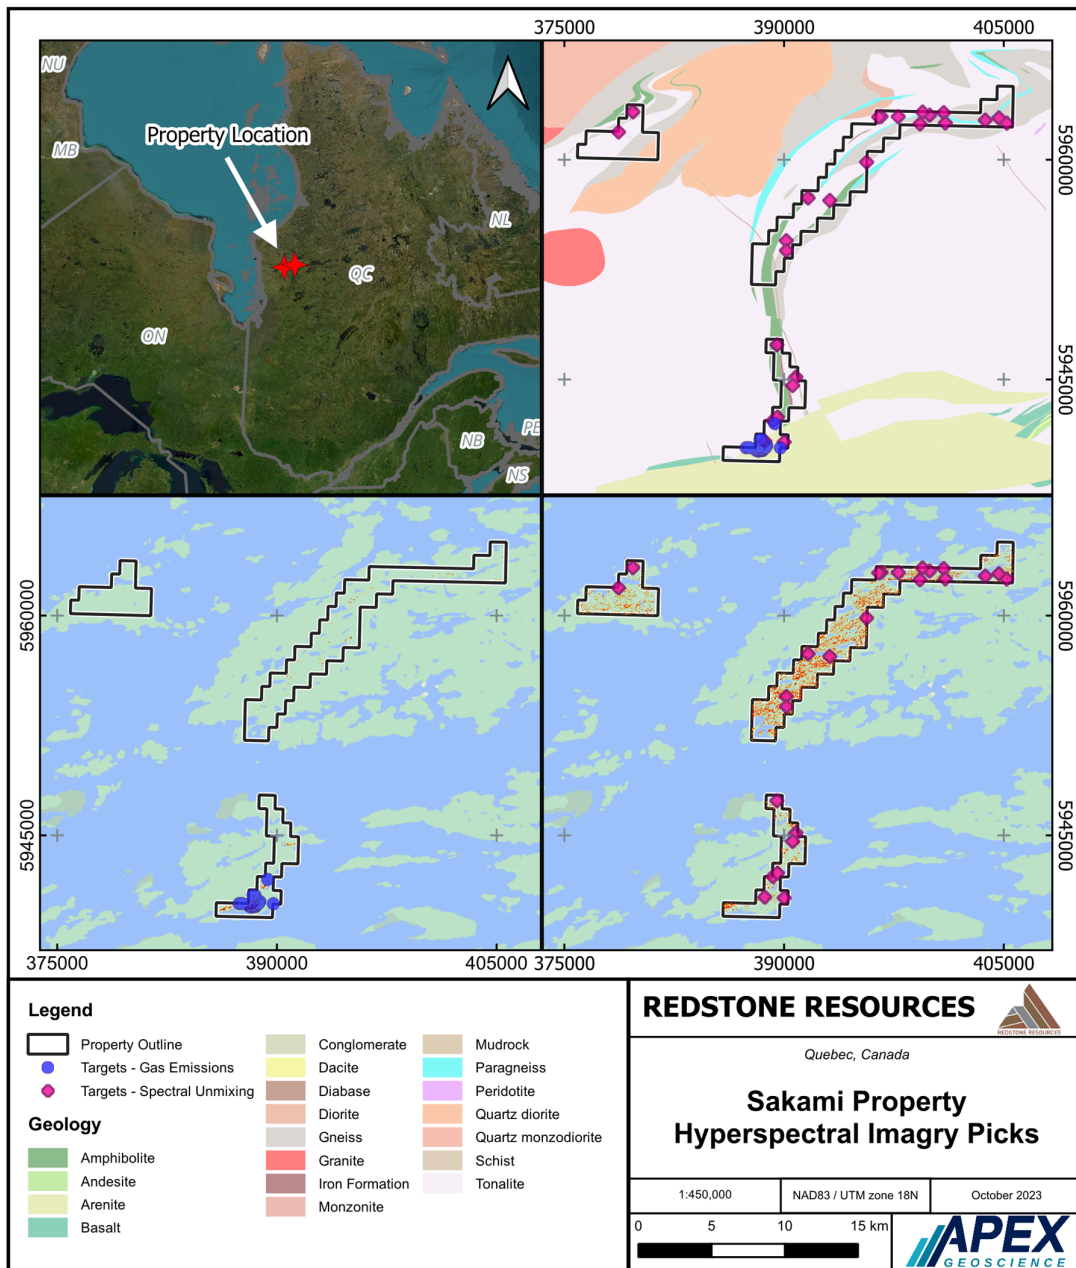 375000 390000 405000
NU
MB
Property Location
NL
QC
ON
NB
PE
NS
5960000
5945000
5960000
5945000
5960000
5945000
375000 390000 405000 375000 390000 405000
Legend
Property Outline
Targets - Gas Emissions
Targets - Spectral Unmixing
Geology
Amphibolite
Andesite
Arenite
Basalt
Conglomerate
Dacite
Diabase
Diorite
Gneiss
Granite
Iron Formation
Monzonite
Mudrock
Paragneiss
Peridotite
Quartz diorite
Quartz monzodiorite
Schist
Tonalite
REDSTONE RESOURCES
REDSTONE RESOURCES
Quebec, Canada
Sakami Property
Hyperspectral Imagry Picks
1:450,000
NAD83 / UTM zone 18N
October 2023
0 5 10 15 km
APEX
GEOSCIENCE